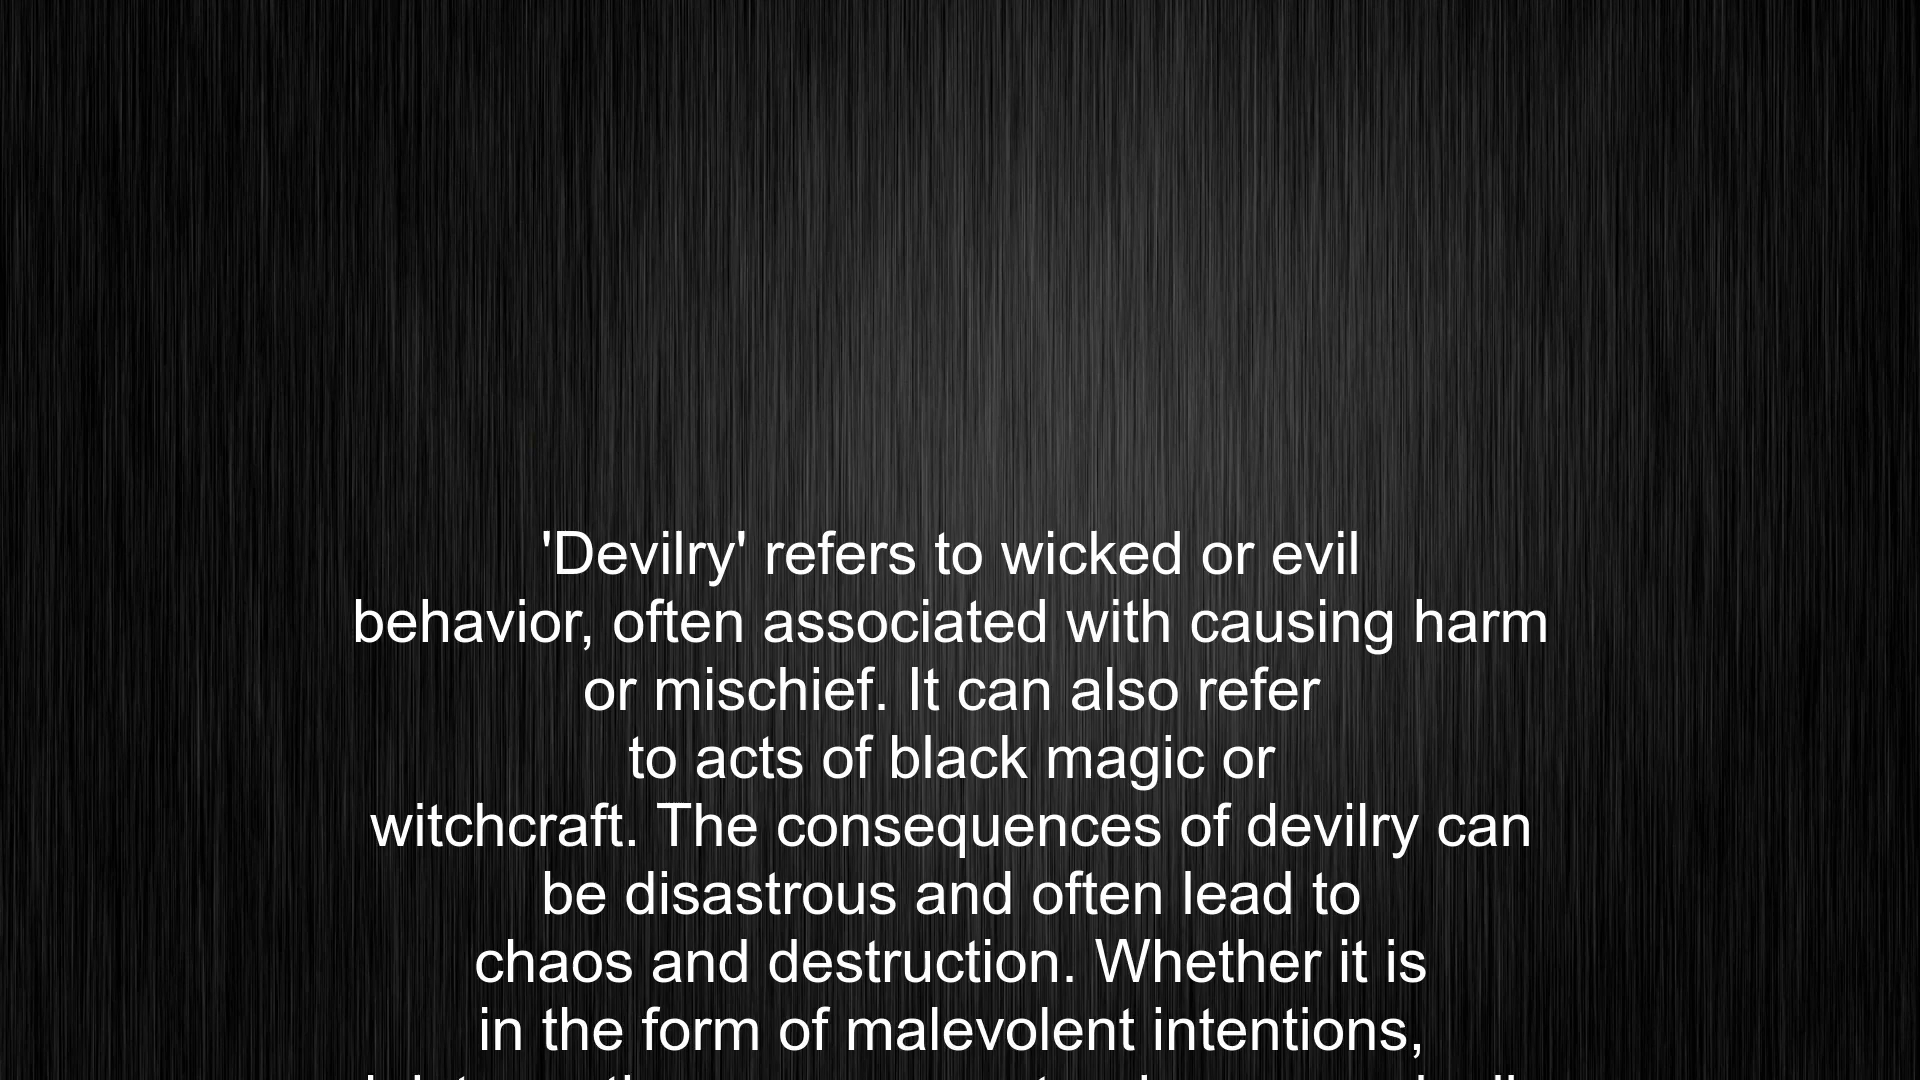 'Devilry' refers to wicked or evil
behavior, often associated with causing harm
or mischief. It can also refer
to acts of black magic or
witchcraft. The consequences of devilry can
be disastrous and often lead to
chaos and destruction. Whether it is
in the form of malevolent intentions,